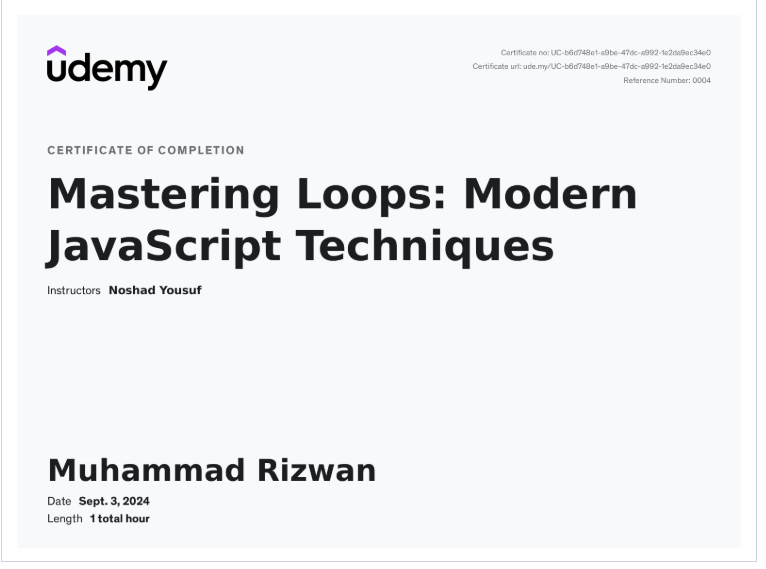 udemy
Certificate no: UC-b6d748e1-a9be-47dc-a992-1e2da9ec34e0
Certificate url: ude.my/UC-b6d748e1-a9be-47dc-a992-1e2da9ec34e0
Reference Number: 0004
CERTIFICATE OF COMPLETION
Mastering Loops: Modern
JavaScript Techniques
Instructors Noshad Yousuf
Muhammad Rizwan
Date Sept. 3, 2024
Length 1 total hour